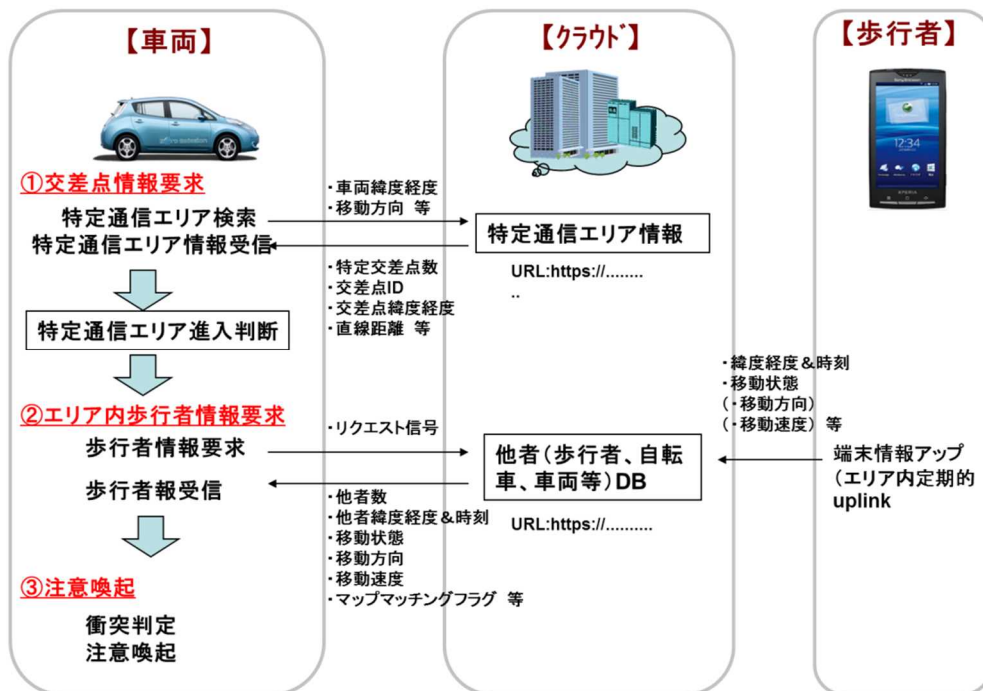 【車両】
【クラウド】
【歩行者】
①交差点情報要求
特定通信エリア検索
特定通信エリア情報受信
・車両緯度経度
・移動方向 等
特定通信エリア情報
URL:https://........
..
・特定交差点数
・交差点ID
・交差点緯度経度
・直線距離 等
特定通信エリア進入判断
②エリア内歩行者情報要求
歩行者情報要求
歩行者報受信
・リクエスト信号
他者(歩行者、自転
車、車両等)DB
URL:https://.........
・緯度経度&時刻
・移動状態
(・移動方向)
(・移動速度) 等
端末情報アップ
(エリア内定期的
uplink
・他者数
・他者緯度経度&時刻
・移動状態
・移動方向
・移動速度
・マップマッチングフラグ 等
③注意喚起
衝突判定
注意喚起
12:34
XPERIA